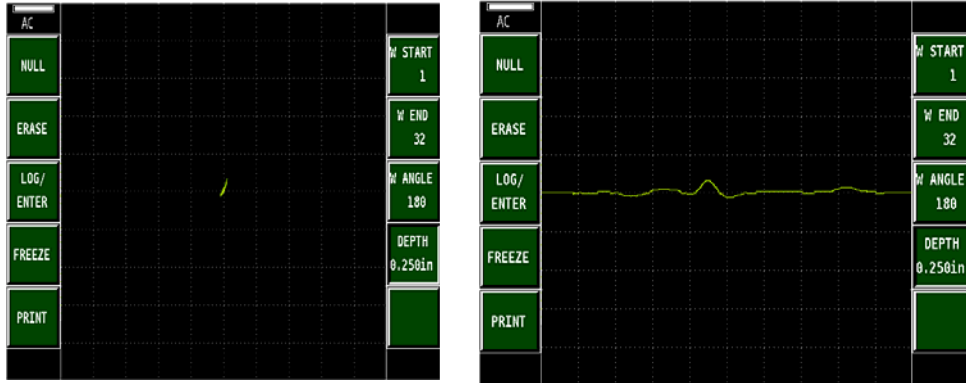 AC
NULL
ERASE
LOG/
ENTER
FREEZE
PRINT
W START
1
W END
32
W ANGLE
180
DEPTH
0.250in
AC
NULL
ERASE
LOG/
ENTER
FREEZE
PRINT
W START
1
W END
32
W ANGLE
180
DEPTH
0.250in